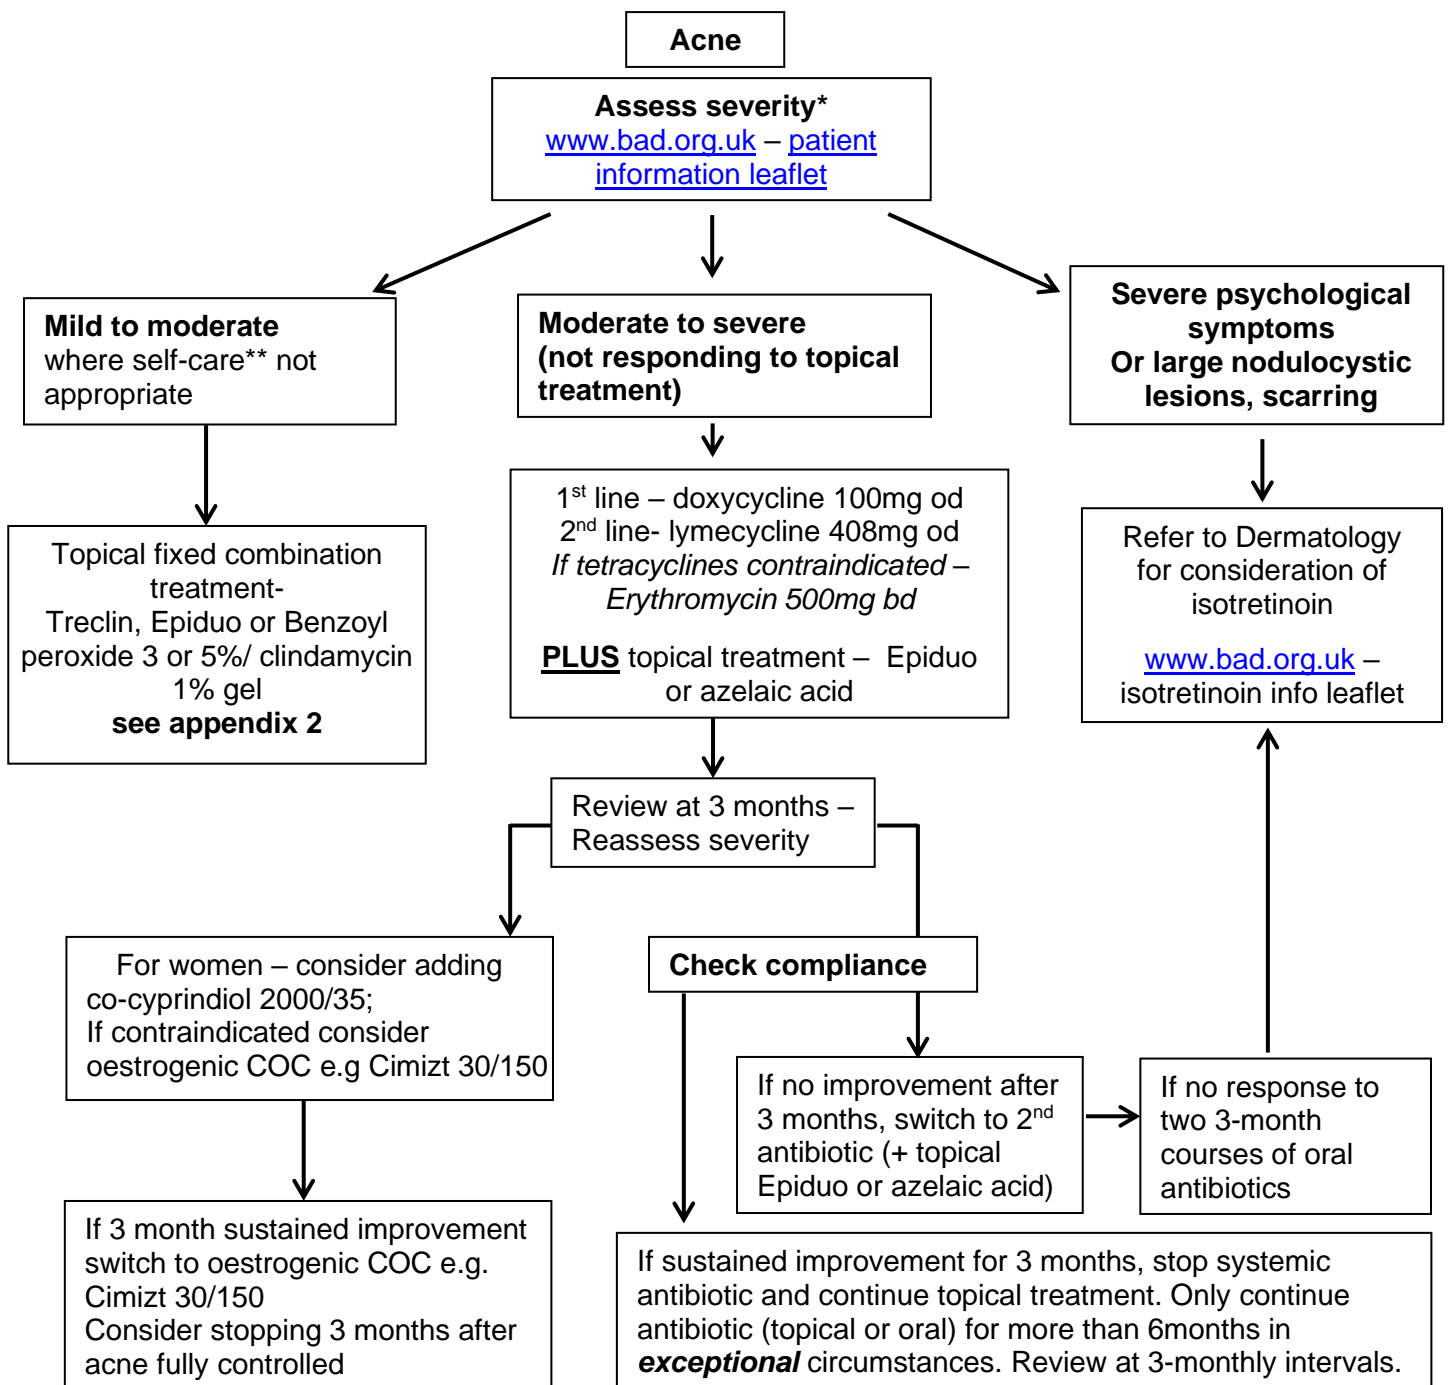 Acne
Assess severity*
www.bad.org.uk – patient
information leaflet
Mild to moderate
where self-care** not
appropriate
Moderate to severe
(not responding to topical
treatment)
Severe psychological
symptoms
Or large nodulocystic
lesions, scarring
Topical fixed combination
treatment-
Treclin, Epiduo or Benzoyl
peroxide 3 or 5%/ clindamycin
1% gel
see appendix 2
1st line – doxycycline 100mg od
2nd line- lymecycline 408mg od
If tetracyclines contraindicated –
Erythromycin 500mg bd
PLUS topical treatment – Epiduo
or azelaic acid
Refer to Dermatology
for consideration of
isotretinoin
www.bad.org.uk –
isotretinoin info leaflet
Review at 3 months –
Reassess severity
For women – consider adding
co-cyprindiol 2000/35;
If contraindicated consider
oestrogenic COC e.g Cimizt 30/150
Check compliance
If no improvement after
3 months, switch to 2nd
antibiotic (+ topical
Epiduo or azelaic acid)
If no response to
two 3-month
courses of oral
antibiotics
If 3 month sustained improvement
switch to oestrogenic COC e.g.
Cimizt 30/150
Consider stopping 3 months after
acne fully controlled
If sustained improvement for 3 months, stop systemic
antibiotic and continue topical treatment. Only continue
antibiotic (topical or oral) for more than 6months in
exceptional circumstances. Review at 3-monthly intervals.